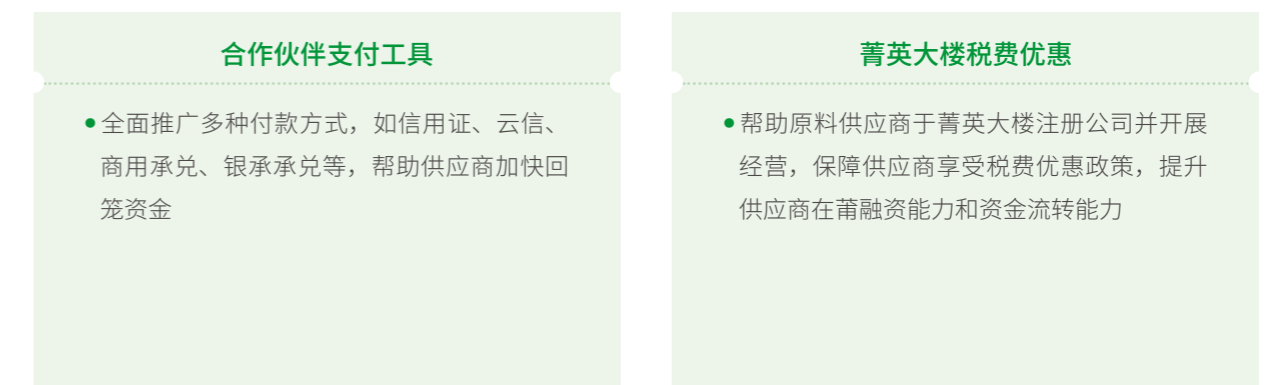 合作伙伴支付工具
全面推广多种付款方式，如信用证、云信、
商用承兑、银承承兑等，帮助供应商加快回
笼资金
菁英大楼税费优惠
帮助原料供应商于菁英大楼注册公司并开展
经营，保障供应商享受税费优惠政策，提升
供应商在莆融资能力和资金流转能力